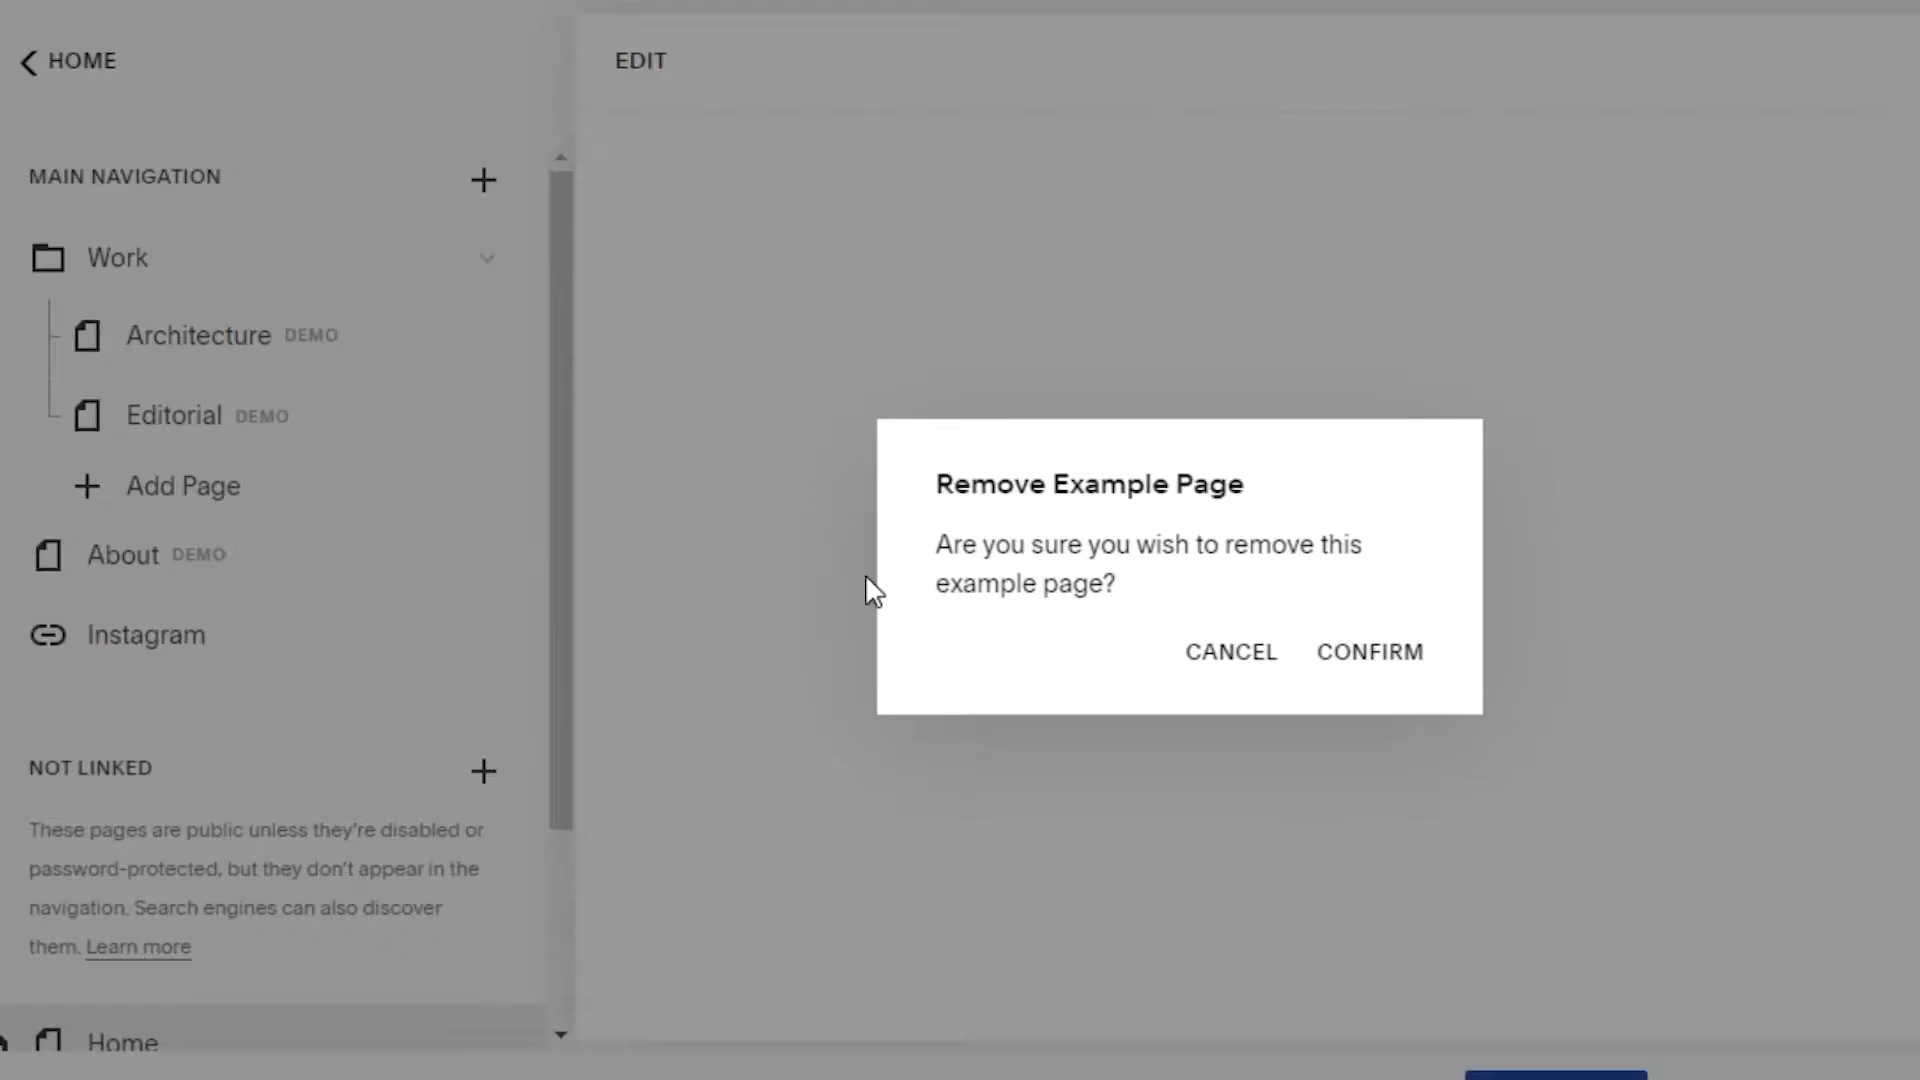 HOME
EDIT
MAIN NAVIGATION
Work
Architecture DEMO
Editorial DEMO
Add Page
About DEMO
Instagram
NOT LINKED
These pages are public unless they're disabled or
password-protected, but they don't appear in the
navigation. Search engines can also discover
them. Learn more
Home
Remove Example Page
Are you sure you wish to remove this
example page?
CANCEL CONFIRM